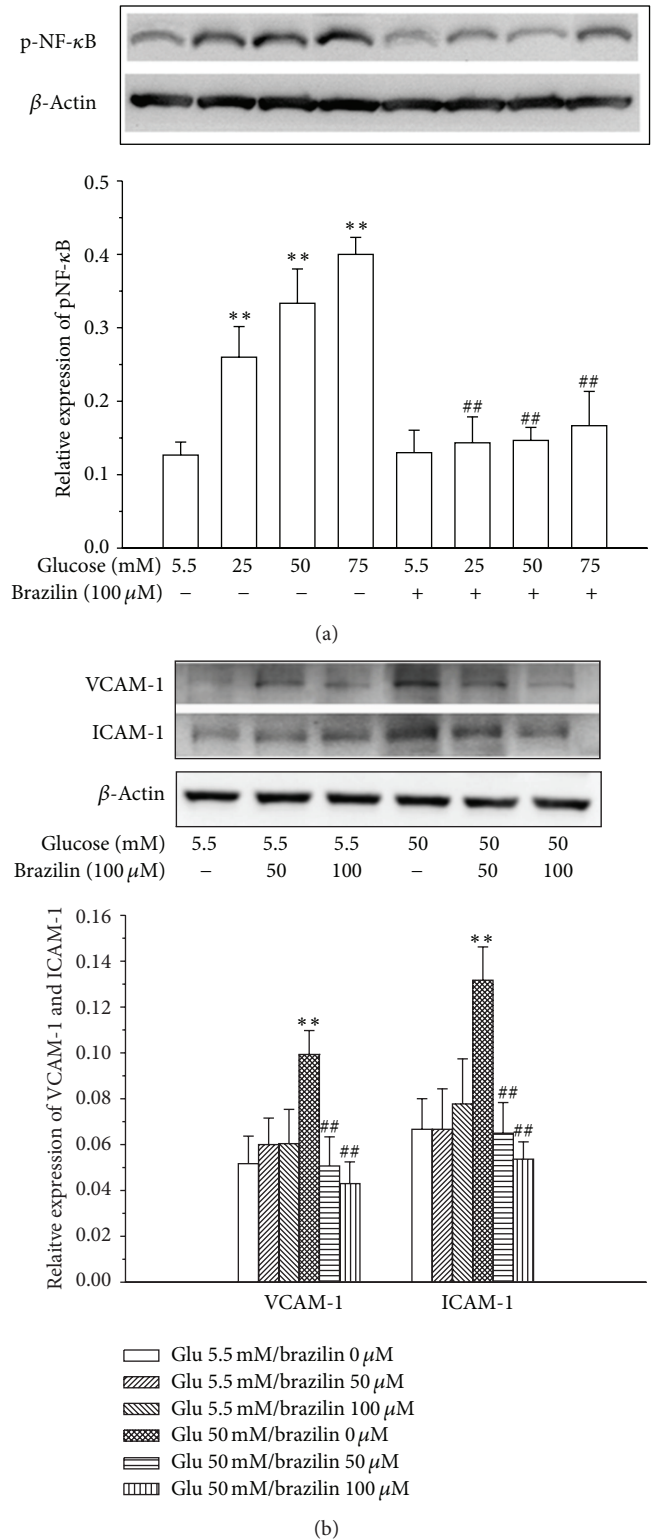 p-NF-κB
β-Actin
0.5
0.4
0.3
0.2
0.1
0.0
Relative expression of pNF-κB
** ** ** ## ## ##
Glucose (mM) 5.5 25 50 75 5.5 25 50 75
Brazilin (100 μM) − − − − + + + +
(a)
VCAM-1
ICAM-1
β-Actin
Glucose (mM) 5.5 5.5 5.5 50 50 50
Brazilin (100 μM) − 50 100 − 50 100
0.16
0.14
0.12
0.10
0.08
0.06
0.04
0.02
0.00
Relaitve expression of VCAM-1 and ICAM-1
** ## ## ** ## ##
VCAM-1 ICAM-1
Glu 5.5 mM/brazilin 0 μM
Glu 5.5 mM/brazilin 50 μM
Glu 5.5 mM/brazilin 100 μM
Glu 50 mM/brazilin 0 μM
Glu 50 mM/brazilin 50 μM
Glu 50 mM/brazilin 100 μM
(b)